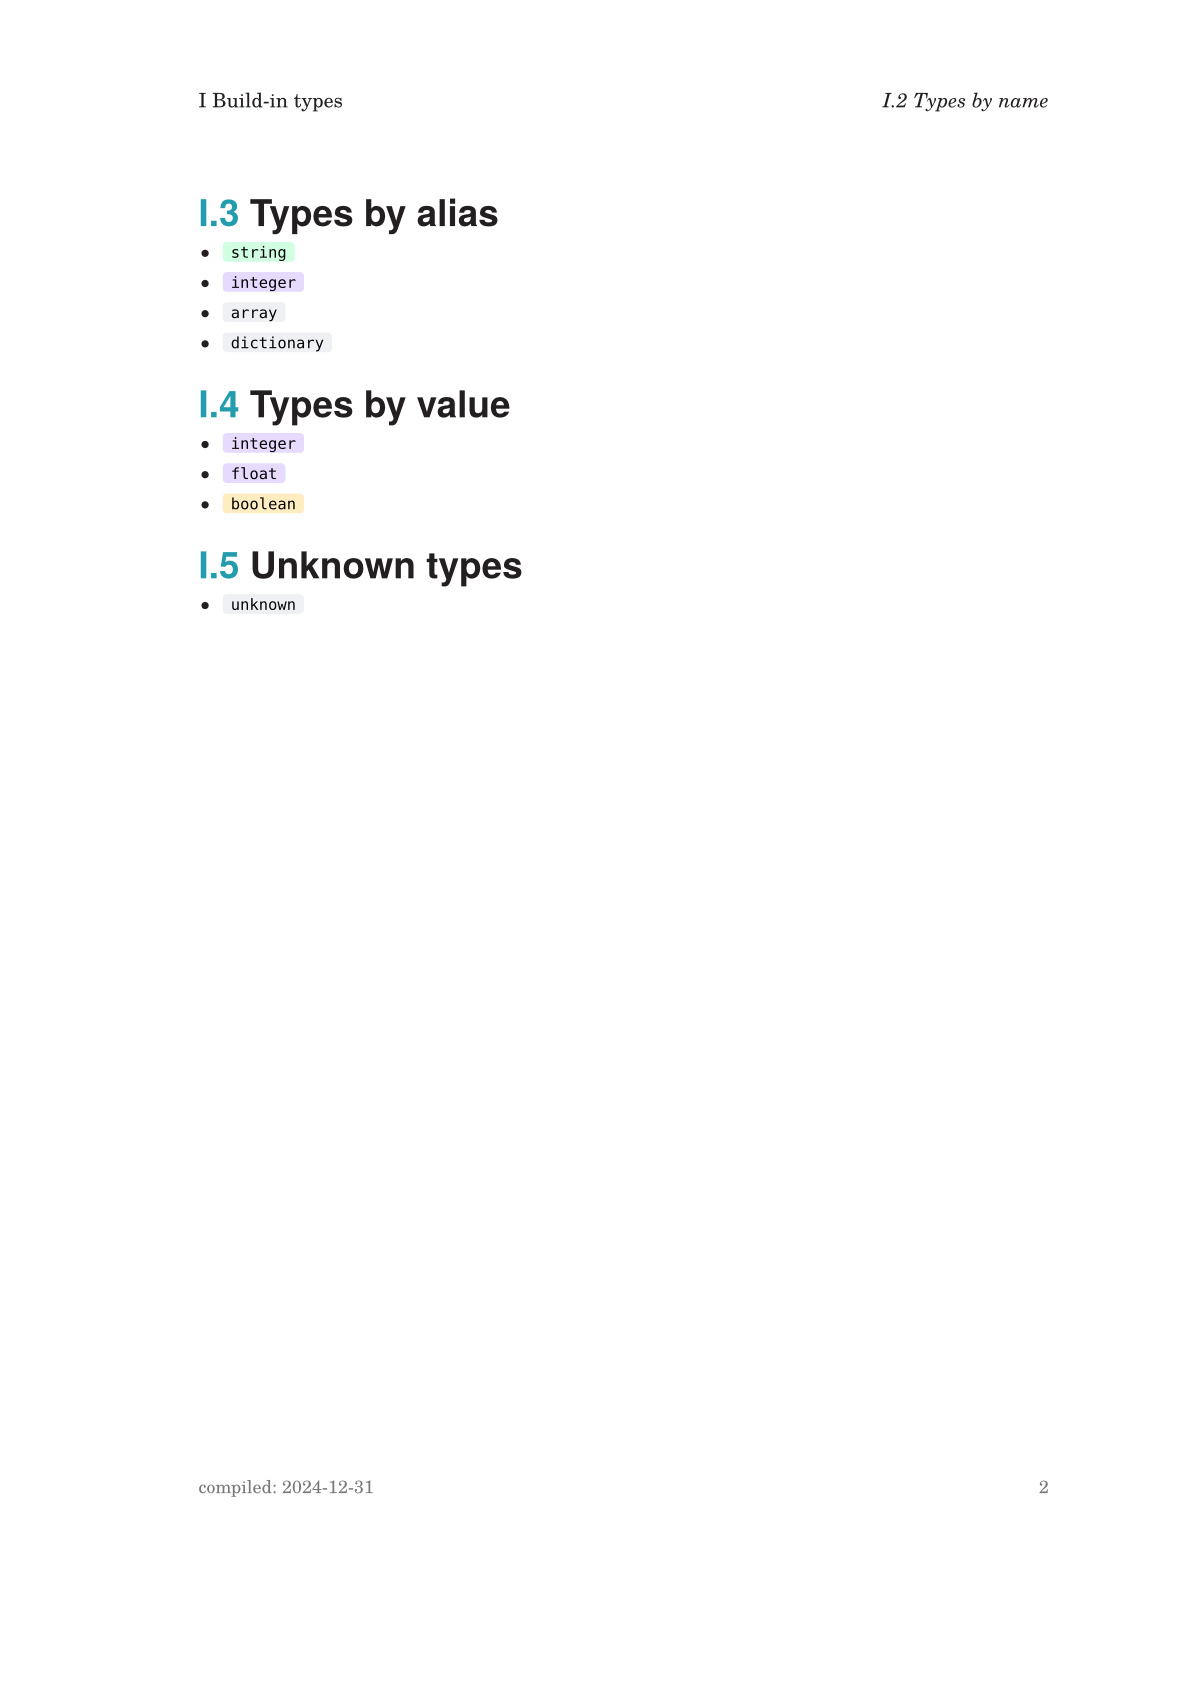 I Build-in types
I.2 Types by name
I.3 Types by alias
• string
• integer
• array
• dictionary
I.4 Types by value
• integer
• float
• boolean
I.5 Unknown types
• unknown
compiled: 2024-12-31
2